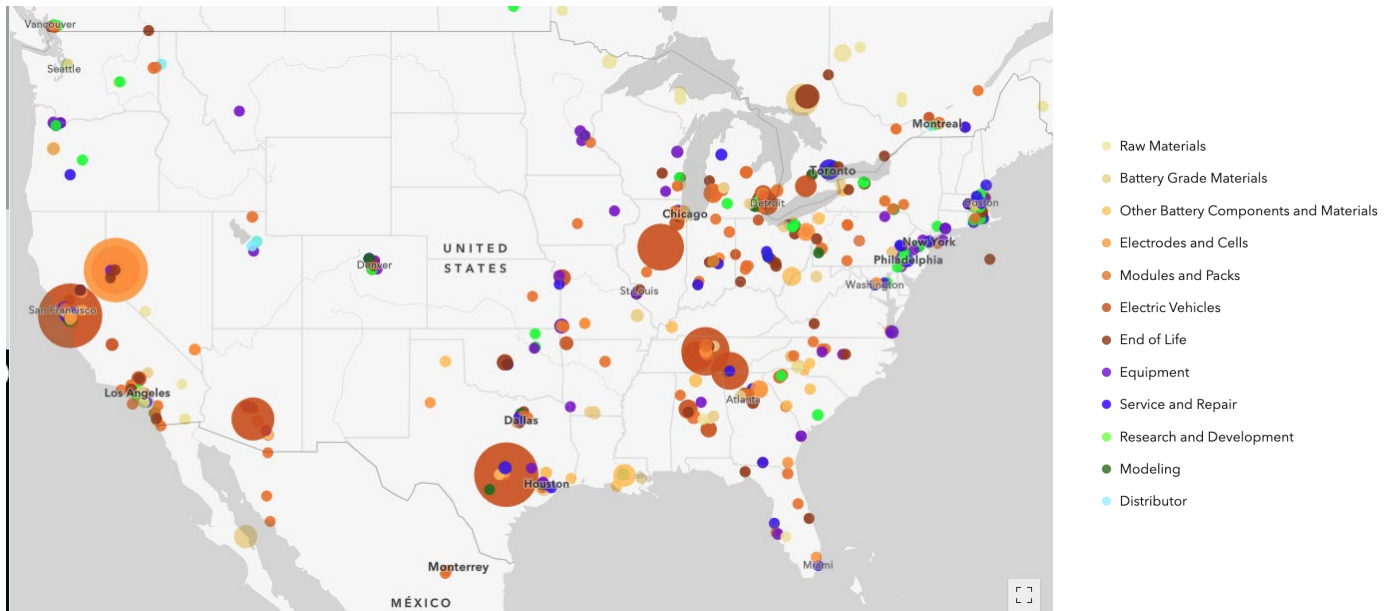 Vancouver
Seattle
Montreal
Toronto
Boston
Detroit
Chicago
New York
UNITED
STATES
Philadelphia
Denver
Washington
St. Louis
San Francisco
Los Angeles
Atlanta
Dallas
Houston
Miami
Monterrey
MÉXICO
Raw Materials
Battery Grade Materials
Other Battery Components and Materials
Electrodes and Cells
Modules and Packs
Electric Vehicles
End of Life
Equipment
Service and Repair
Research and Development
Modeling
Distributor